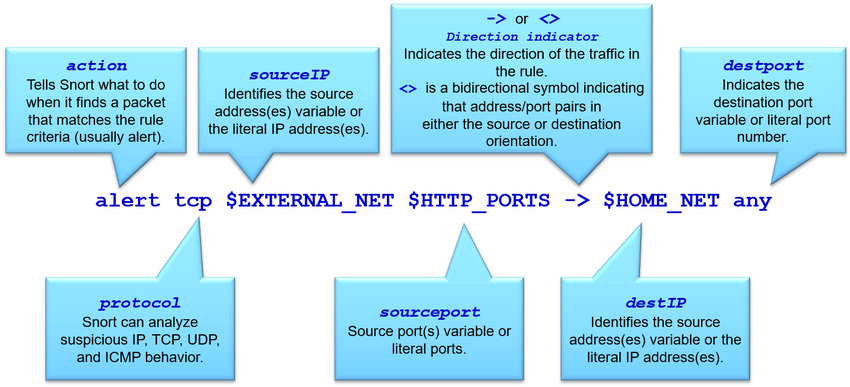 action
Tells Snort what to do
when it finds a packet
that matches the rule
criteria (usually alert).
sourceIP
Identifies the source
address(es) variable or
the literal IP address(es).
-> or <>
Direction indicator
Indicates the direction of the traffic in
the rule.
<> is a bidirectional symbol indicating
that address/port pairs in
either the source or destination
orientation.
destport
Indicates the
destination port
variable or literal port
number.
alert tcp $EXTERNAL_NET $HTTP_PORTS -> $HOME_NET any
protocol
Snort can analyze
suspicious IP, TCP, UDP,
and ICMP behavior.
sourceport
Source port(s) variable or
literal ports.
destIP
Identifies the source
address(es) variable or the
literal IP address(es).